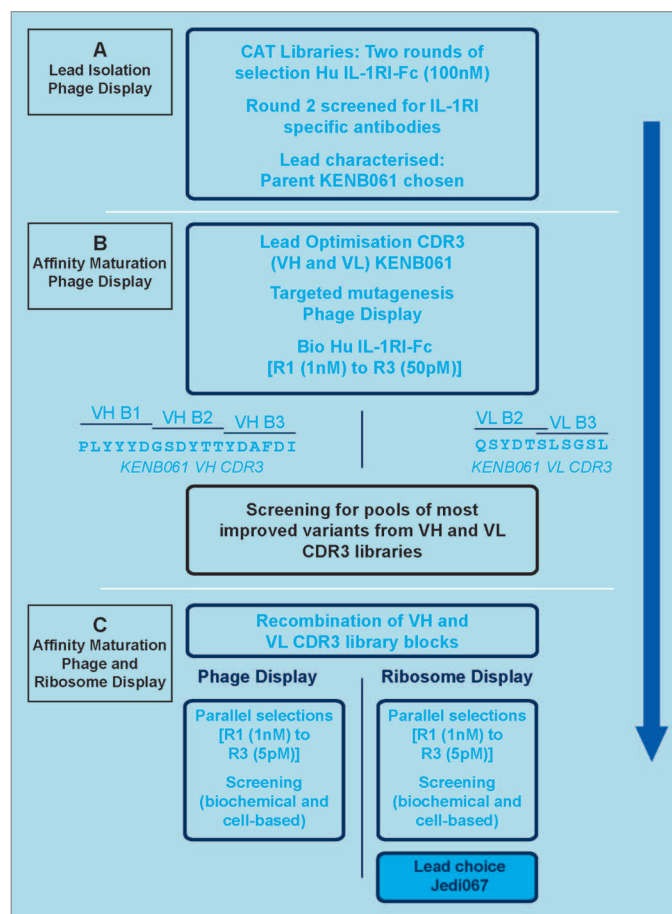 A
Lead Isolation
Phage Display
CAT Libraries: Two rounds of
selection Hu IL-1RI-Fc (100nM)
Round 2 screened for IL-1RI
specific antibodies
Lead characterised:
Parent KENB061 chosen
B
Affinity Maturation
Phage Display
Lead Optimisation CDR3
(VH and VL) KENB061
Targeted mutagenesis
Phage Display
Bio Hu IL-1RI-Fc
[R1 (1nM) to R3 (50pM)]
VH B1 VH B2 VH B3
PLYYYDGSDYTTYDAFDI
KENB061 VH CDR3
VL B2 VL B3
QSYDTSLSGSL
KENB061 VL CDR3
Screening for pools of most
improved variants from VH and VL
CDR3 libraries
C
Affinity Maturation
Phage and
Ribosome Display
Recombination of VH and
VL CDR3 library blocks
Phage Display
Parallel selections
[R1 (1nM) to
R3 (5pM)]
Screening
(biochemical and
cell-based)
Ribosome Display
Parallel selections
[R1 (1nM) to
R3 (5pM)]
Screening
(biochemical and
cell-based)
Lead choice
Jedi067